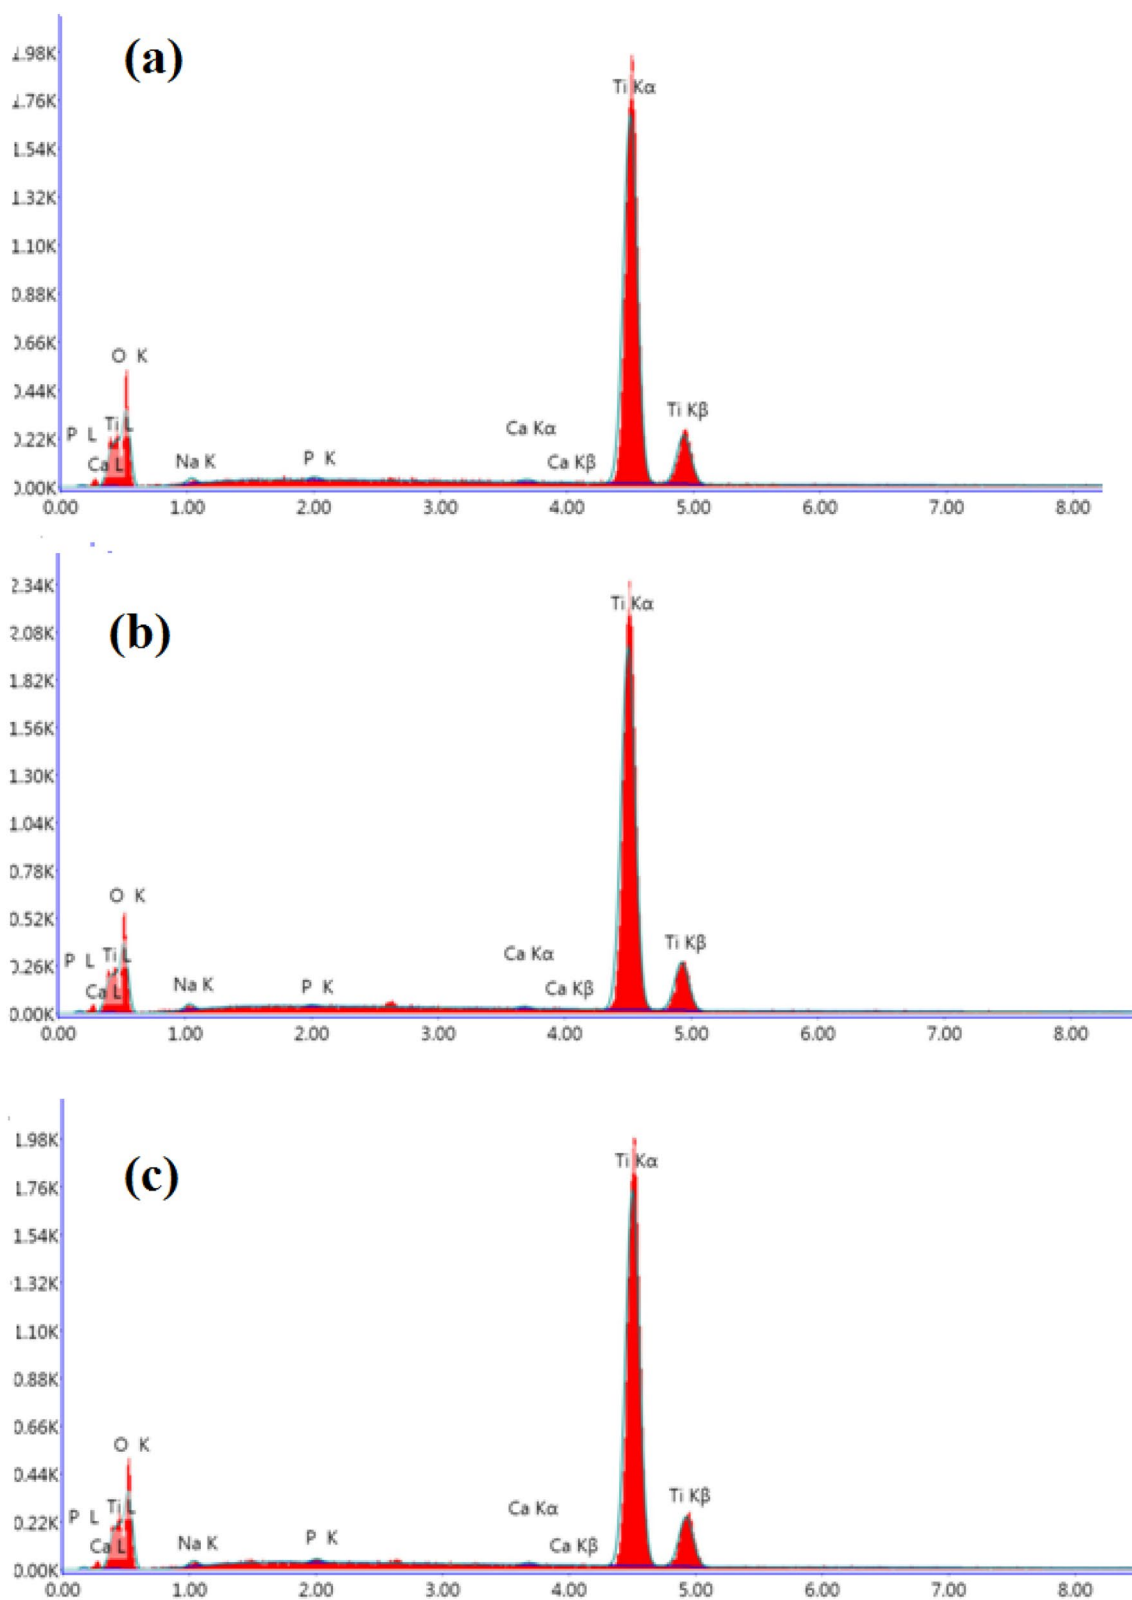 (a)
1.98K
1.76K
1.54K
1.32K
1.10K
0.88K
0.66K
0.44K
0.22K
0.00K
Ti Kα
O K
Ti L
P L
Ca L
Na K
P K
Ca Kα
Ca Kβ
Ti Kβ
0.00 1.00 2.00 3.00 4.00 5.00 6.00 7.00 8.00
(b)
2.34K
2.08K
1.82K
1.56K
1.30K
1.04K
0.78K
0.52K
0.26K
0.00K
Ti Kα
O K
Ti L
P L
Ca L
Na K
P K
Ca Kα
Ca Kβ
Ti Kβ
0.00 1.00 2.00 3.00 4.00 5.00 6.00 7.00 8.00
(c)
1.98K
1.76K
1.54K
1.32K
1.10K
0.88K
0.66K
0.44K
0.22K
0.00K
Ti Kα
O K
Ti L
P L
Ca L
Na K
P K
Ca Kα
Ca Kβ
Ti Kβ
0.00 1.00 2.00 3.00 4.00 5.00 6.00 7.00 8.00